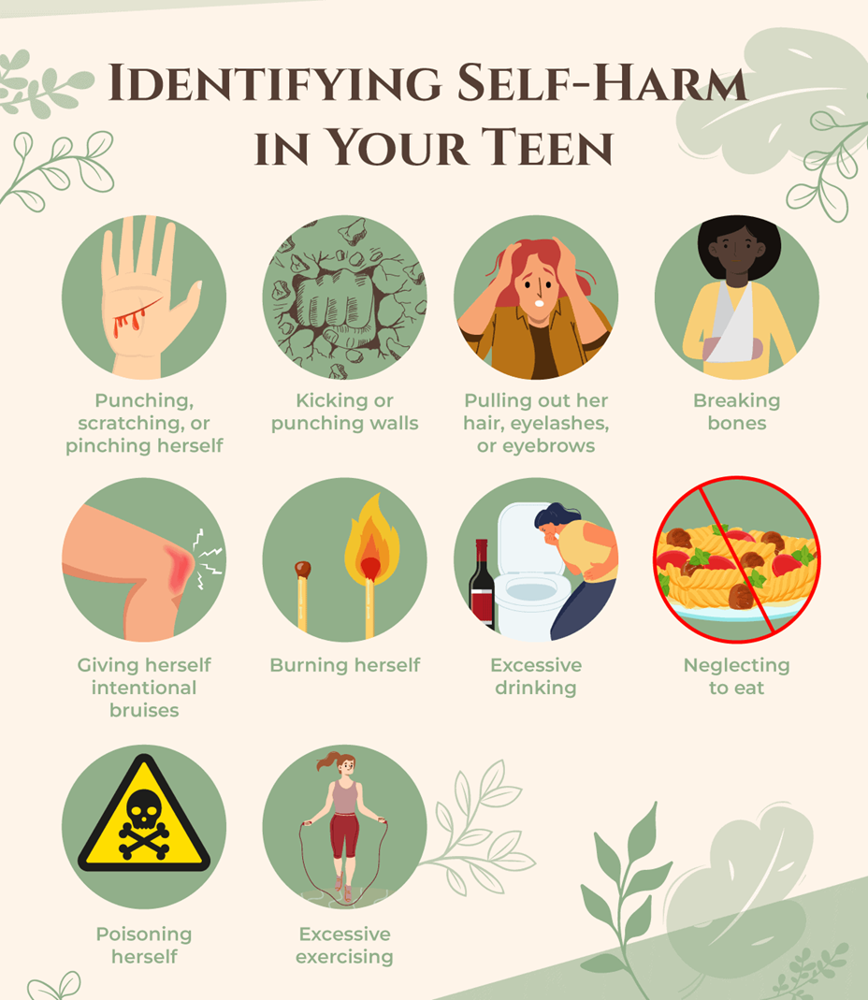 Identifying Self-Harm
in Your Teen
Punching,
scratching, or
pinching herself
Kicking or
punching walls
Pulling out her
hair, eyelashes,
or eyebrows
Breaking
bones
Giving herself
intentional
bruises
Burning herself
Excessive
drinking
Neglecting
to eat
Poisoning
herself
Excessive
exercising